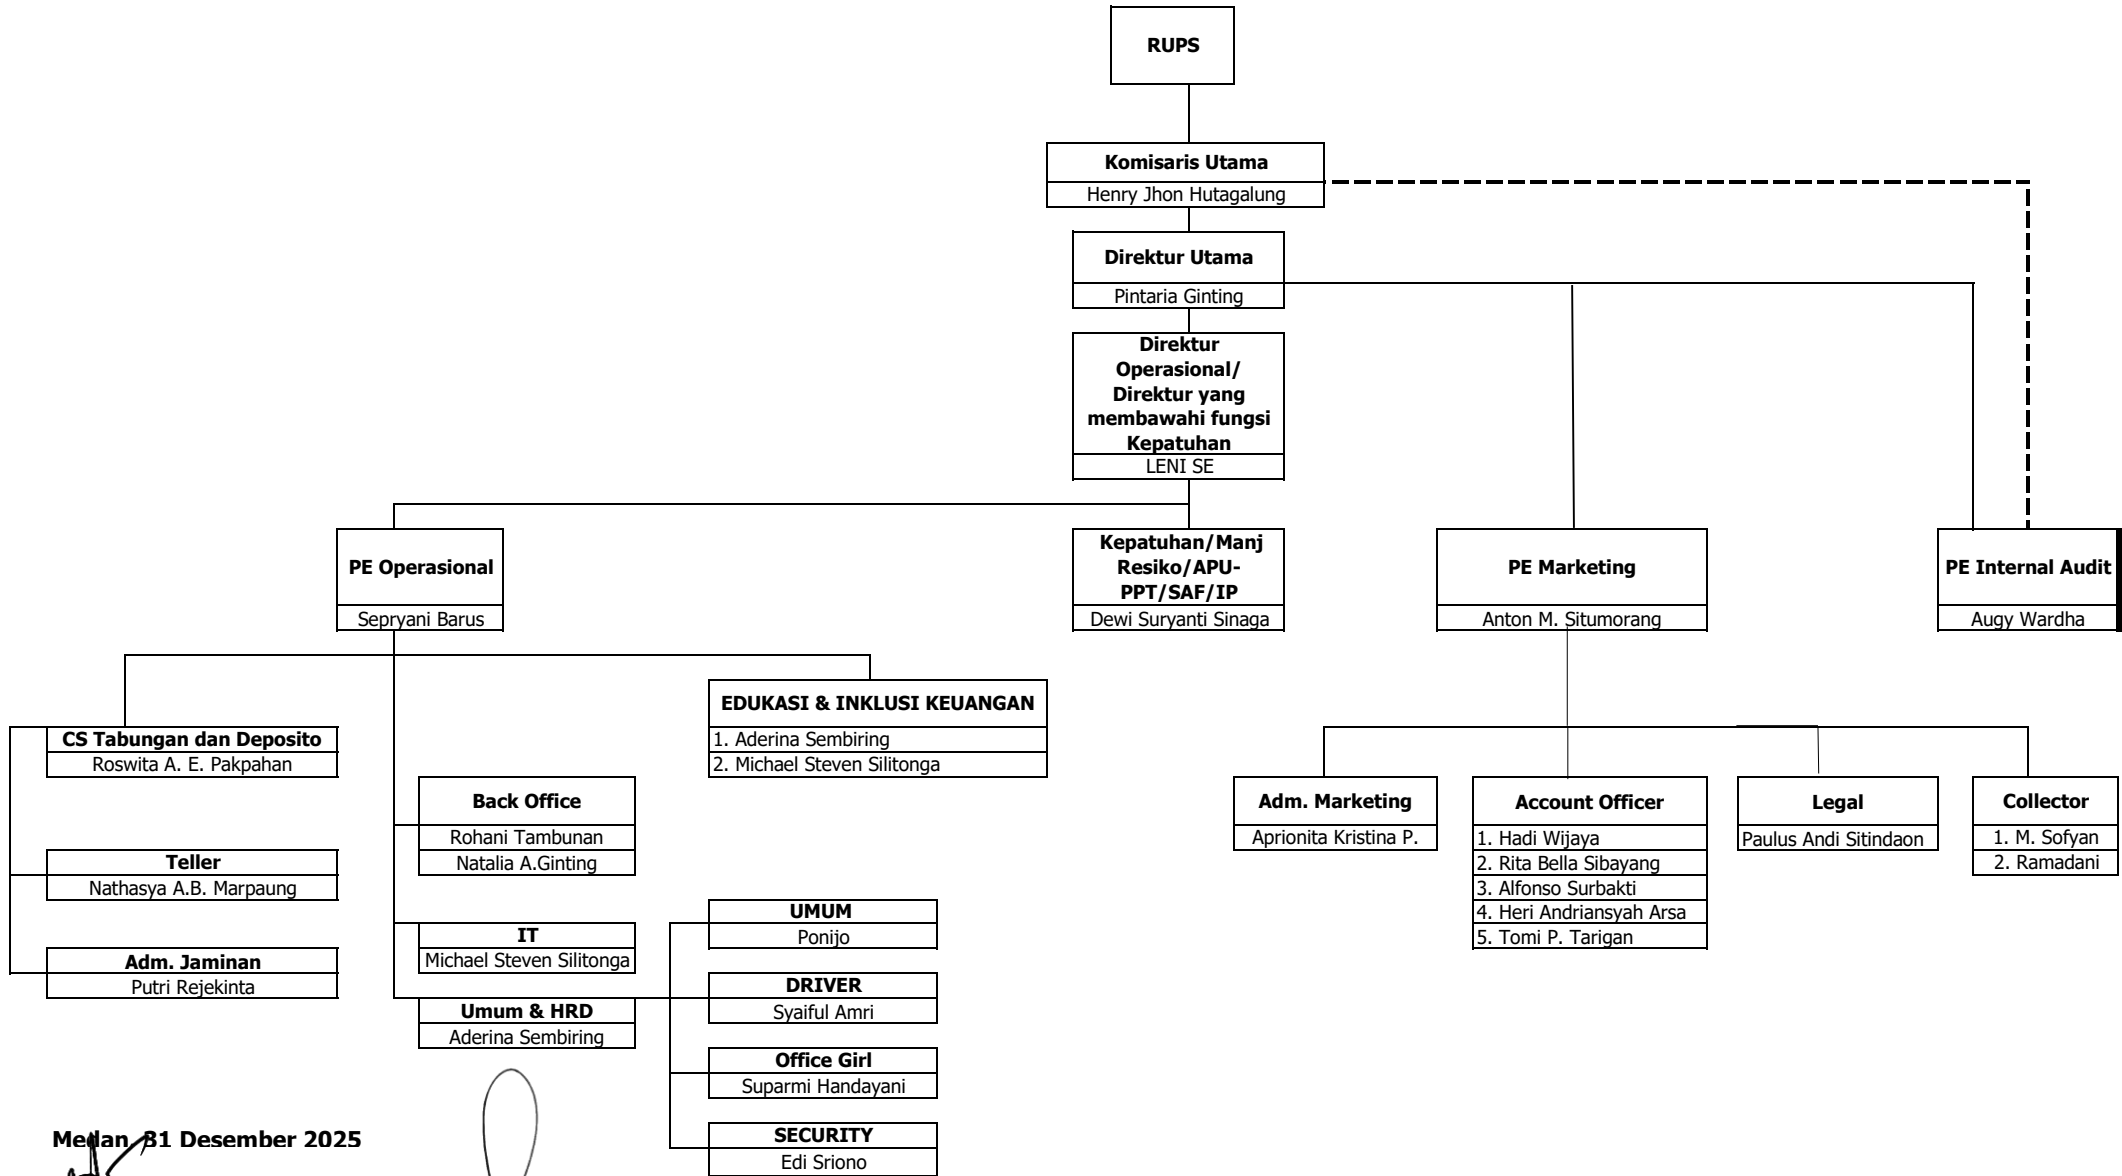 RUPS
Komisaris Utama
Henry Jhon Hutagalung
Direktur Utama
Pintaria Ginting
Direktur
Operasional/
Direktur yang
membawahi fungsi
Kepatuhan
LENI SE
PE Operasional
Sepryani Barus
Kepatuhan/Manj
Resiko/APU-
PPT/SAF/IP
Dewi Suryanti Sinaga
PE Marketing
Anton M. Situmorang
PE Internal Audit
Augy Wardha
EDUKASI & INKLUSI KEUANGAN
1. Aderina Sembiring
2. Michael Steven Silitonga
CS Tabungan dan Deposito
Roswita A. E. Pakpahan
Teller
Nathasya A.B. Marpaung
Adm. Jaminan
Putri Rejekinta
Back Office
Rohani Tambunan
Natalia A.Ginting
IT
Michael Steven Silitonga
Umum & HRD
Aderina Sembiring
UMUM
Ponijo
DRIVER
Syaiful Amri
Office Girl
Suparmi Handayani
SECURITY
Edi Sriono
Adm. Marketing
Aprionita Kristina P.
Account Officer
1. Hadi Wijaya
2. Rita Bella Sibayang
3. Alfonso Surbakti
4. Heri Andriansyah Arsa
5. Tomi P. Tarigan
Legal
Paulus Andi Sitindaon
Collector
1. M. Sofyan
2. Ramadani
Medan, 31 Desember 2025